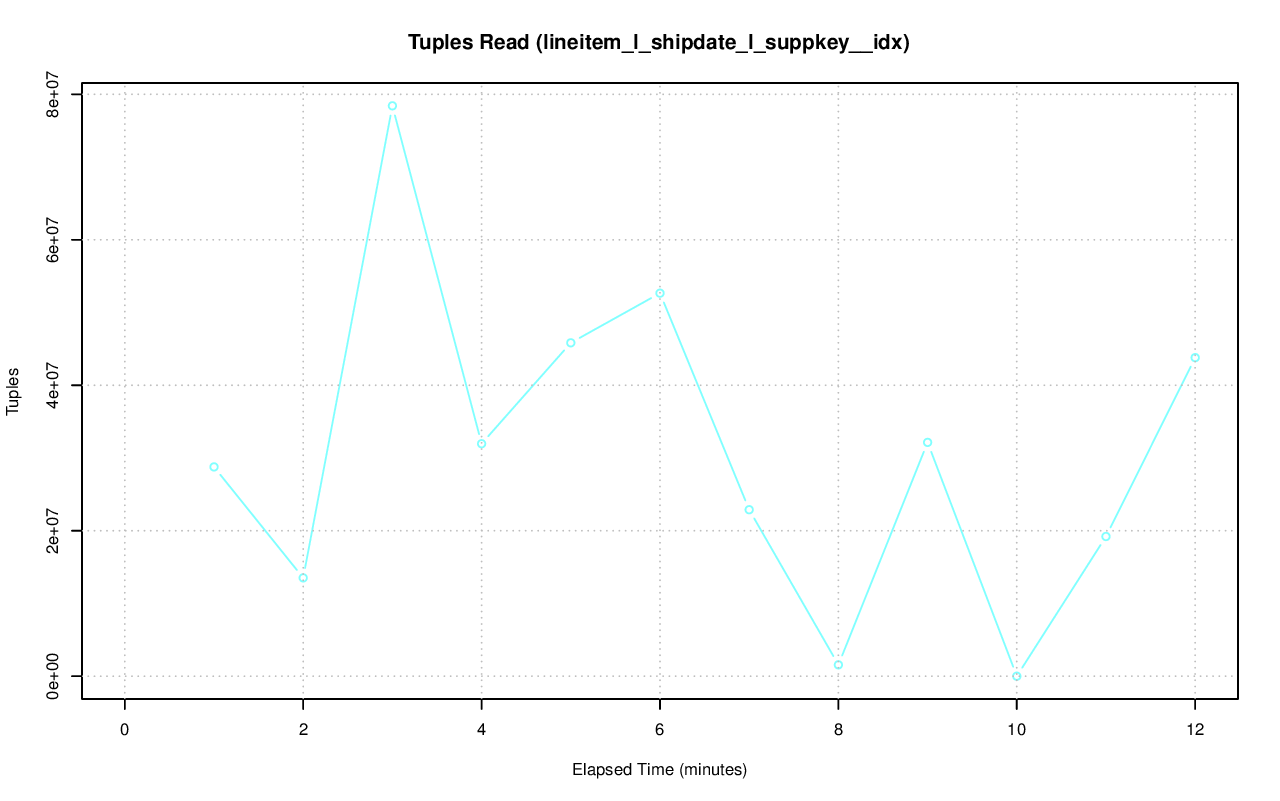 Tuples Read (lineitem_l_shipdate_l_suppkey__idx)
8e+07
6e+07
4e+07
2e+07
0e+00
Tuples
0 2 4 6 8 10 12
Elapsed Time (minutes)